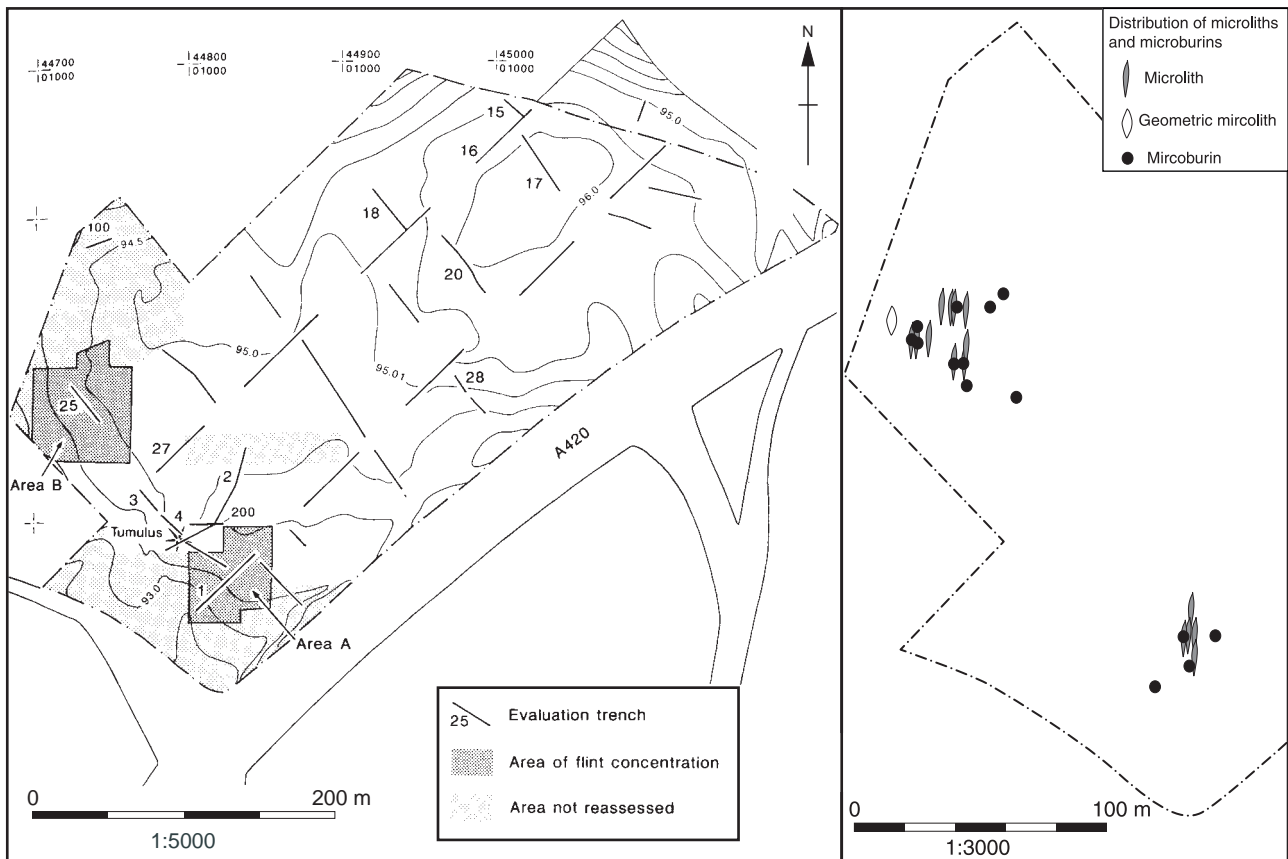 44700
01000
44800
01000
44900
01000
45000
01000
N
15
95.0
16
17
18
96.0
100
94.5
20
95.0
95.01
28
25
27
A420
Area B
2
3
4
200
Tumulus
1
93.0
Area A
25 Evaluation trench
Area of flint concentration
Area not reassessed
0 200 m
1:5000
Distribution of microliths
and microburins
Microlith
Geometric mircolith
Mircoburin
0 100 m
1:3000